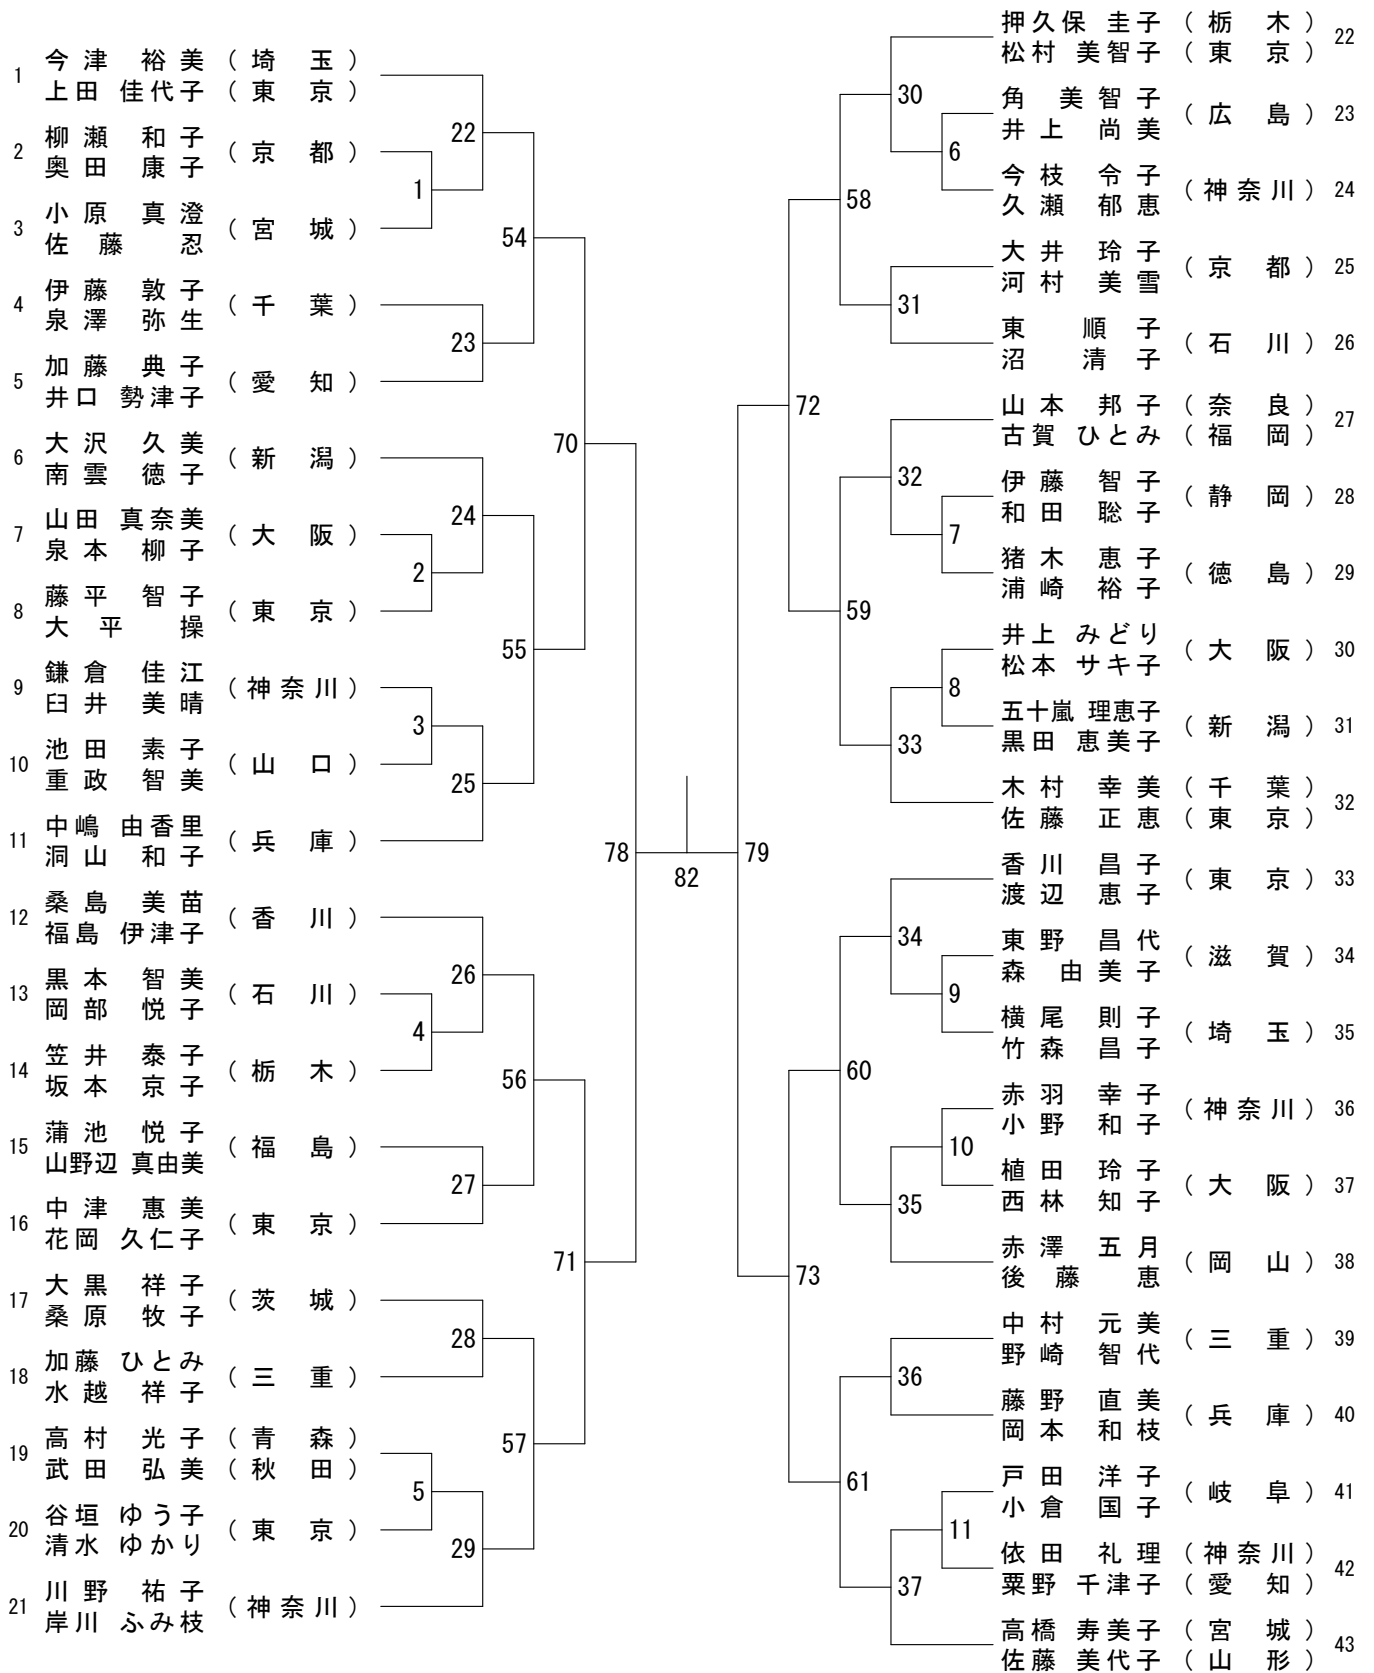 1 今津 裕美 (埼玉)
上田 佳代子 (東京)
22
2 柳瀬 和子 (京都)
奥田 康子
1
3 小原 真澄 (宮城)
佐藤 忍
54
4 伊藤 敦子 (千葉)
泉澤 弥生
23
5 加藤 典子 (愛知)
井口 勢津子
70
6 大沢 久美 (新潟)
南雲 徳子
24
7 山田 真奈美 (大阪)
泉本 柳子
2
8 藤平 智子 (東京)
大平 操
55
9 鎌倉 佳江 (神奈川)
臼井 美晴
3
10 池田 素子 (山口)
重政 智美
25
11 中嶋 由香里 (兵庫)
洞山 和子
78
12 桑島 美苗 (香川)
福島 伊津子
26
13 黒本 智美 (石川)
岡部 悦子
4
14 笠井 泰子 (栃木)
坂本 京子
56
15 蒲池 悦子 (福島)
山野辺 真由美
27
16 中津 惠美 (東京)
花岡 久仁子
71
17 大黒 祥子 (茨城)
桑原 牧子
28
18 加藤 ひとみ (三重)
水越 祥子
57
19 高村 光子 (青森)
武田 弘美 (秋田)
5
20 谷垣 ゆう子 (東京)
清水 ゆかり
29
21 川野 祐子 (神奈川)
岸川 ふみ枝
82
押久保 圭子 (栃木) 22
松村 美智子 (東京)
30
角 美智子 (広島) 23
井上 尚美
6
今枝 令子 (神奈川) 24
久瀬 郁恵
58
大井 玲子 (京都) 25
河村 美雪
31
東 順子 (石川) 26
沼 清子
72
山本 邦子 (奈良) 27
古賀 ひとみ (福岡)
32
伊藤 智子 (静岡) 28
和田 聡子
7
猪木 恵子 (徳島) 29
浦崎 裕子
59
井上 みどり (大阪) 30
松本 サキ子
8
五十嵐 理恵子 (新潟) 31
黒田 恵美子
33
木村 幸美 (千葉) 32
佐藤 正恵 (東京)
79
香川 昌子 (東京) 33
渡辺 恵子
34
東野 昌代 (滋賀) 34
森 由美子
9
横尾 則子 (埼玉) 35
竹森 昌子
60
赤羽 幸子 (神奈川) 36
小野 和子
10
植田 玲子 (大阪) 37
西林 知子
35
赤澤 五月 (岡山) 38
後藤 恵
73
中村 元美 (三重) 39
野崎 智代
36
藤野 直美 (兵庫) 40
岡本 和枝
61
戸田 洋子 (岐阜) 41
小倉 国子
11
依田 礼理 (神奈川) 42
粟野 千津子 (愛知)
37
高橋 寿美子 (宮城) 43
佐藤 美代子 (山形)